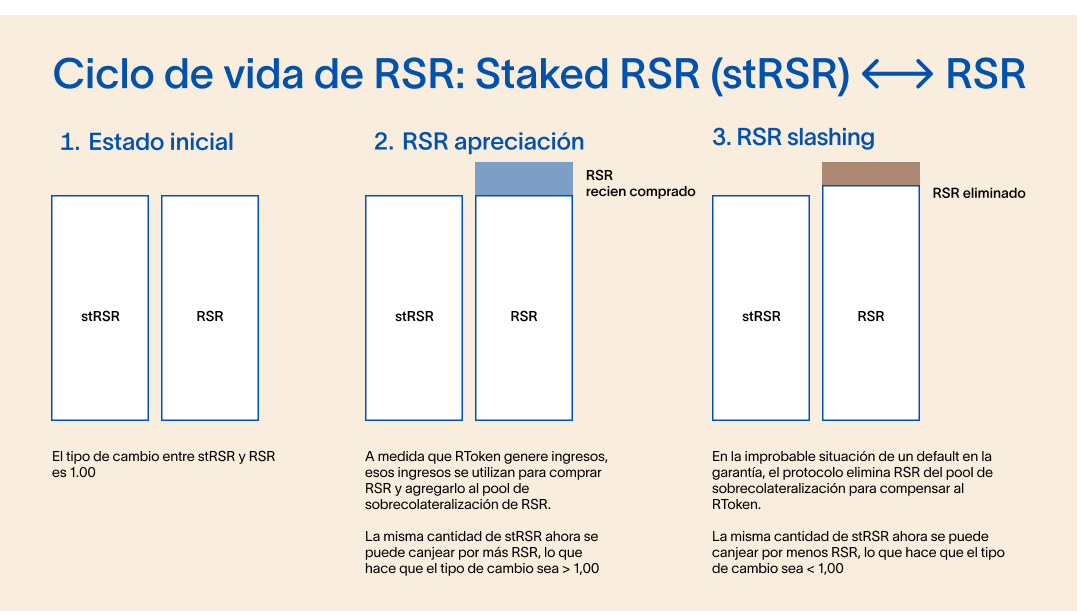 Ciclo de vida de RSR: Staked RSR (stRSR) ⟷ RSR
1. Estado inicial
stRSR
RSR
El tipo de cambio entre stRSR y RSR
es 1.00
2. RSR apreciación
RSR
recien comprado
stRSR
RSR
A medida que RToken genere ingresos,
esos ingresos se utilizan para comprar
RSR y agregarlo al pool de
sobrecolateralización de RSR.
La misma cantidad de stRSR ahora se
puede canjear por más RSR, lo que
hace que el tipo de cambio sea > 1,00
3. RSR slashing
RSR eliminado
stRSR
RSR
En la improbable situación de un default en la
garantía, el protocolo elimina RSR del pool de
sobrecolateralización para compensar al
RToken.
La misma cantidad de stRSR ahora se puede
canjear por menos RSR, lo que hace que el tipo
de cambio sea < 1,00